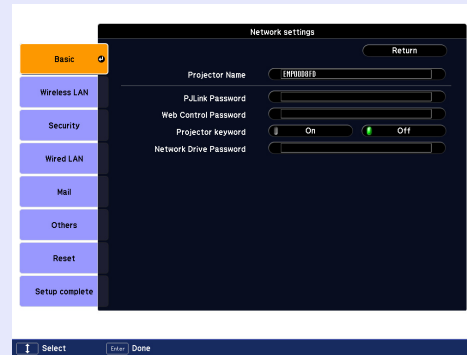 Network settings
Return
Basic
Projector Name EMP00D8FD
Wireless LAN
PJLink Password
Web Control Password
Security
Projector keyword On Off
Network Drive Password
Wired LAN
Mail
Others
Reset
Setup complete
Select Enter Done